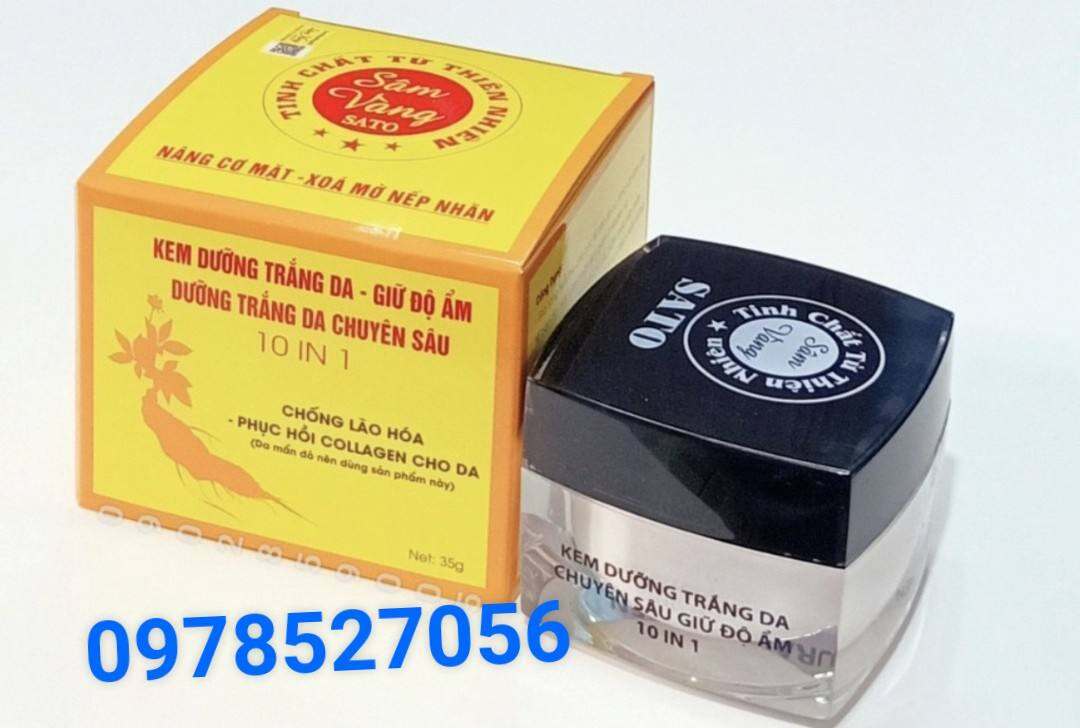 TINH CHẤT TỪ THIÊN NHIÊN
Sâm
Vàng
SATO
NÂNG CƠ MẶT - XOÁ MỜ NẾP NHĂN
KEM DƯỠNG TRẮNG DA - GIỮ ĐỘ ẨM
DƯỠNG TRẮNG DA CHUYÊN SÂU
10 IN 1
CHỐNG LÃO HÓA
- PHỤC HỒI COLLAGEN CHO DA
(Da mẩn đỏ nên dùng sản phẩm này)
Net: 35g
SATO
Tinh Chất Từ Thiên Nhiên
Sâm
Vàng
KEM DƯỠNG TRẮNG DA
CHUYÊN SÂU GIỮ ĐỘ ẨM
10 IN 1
0978527056